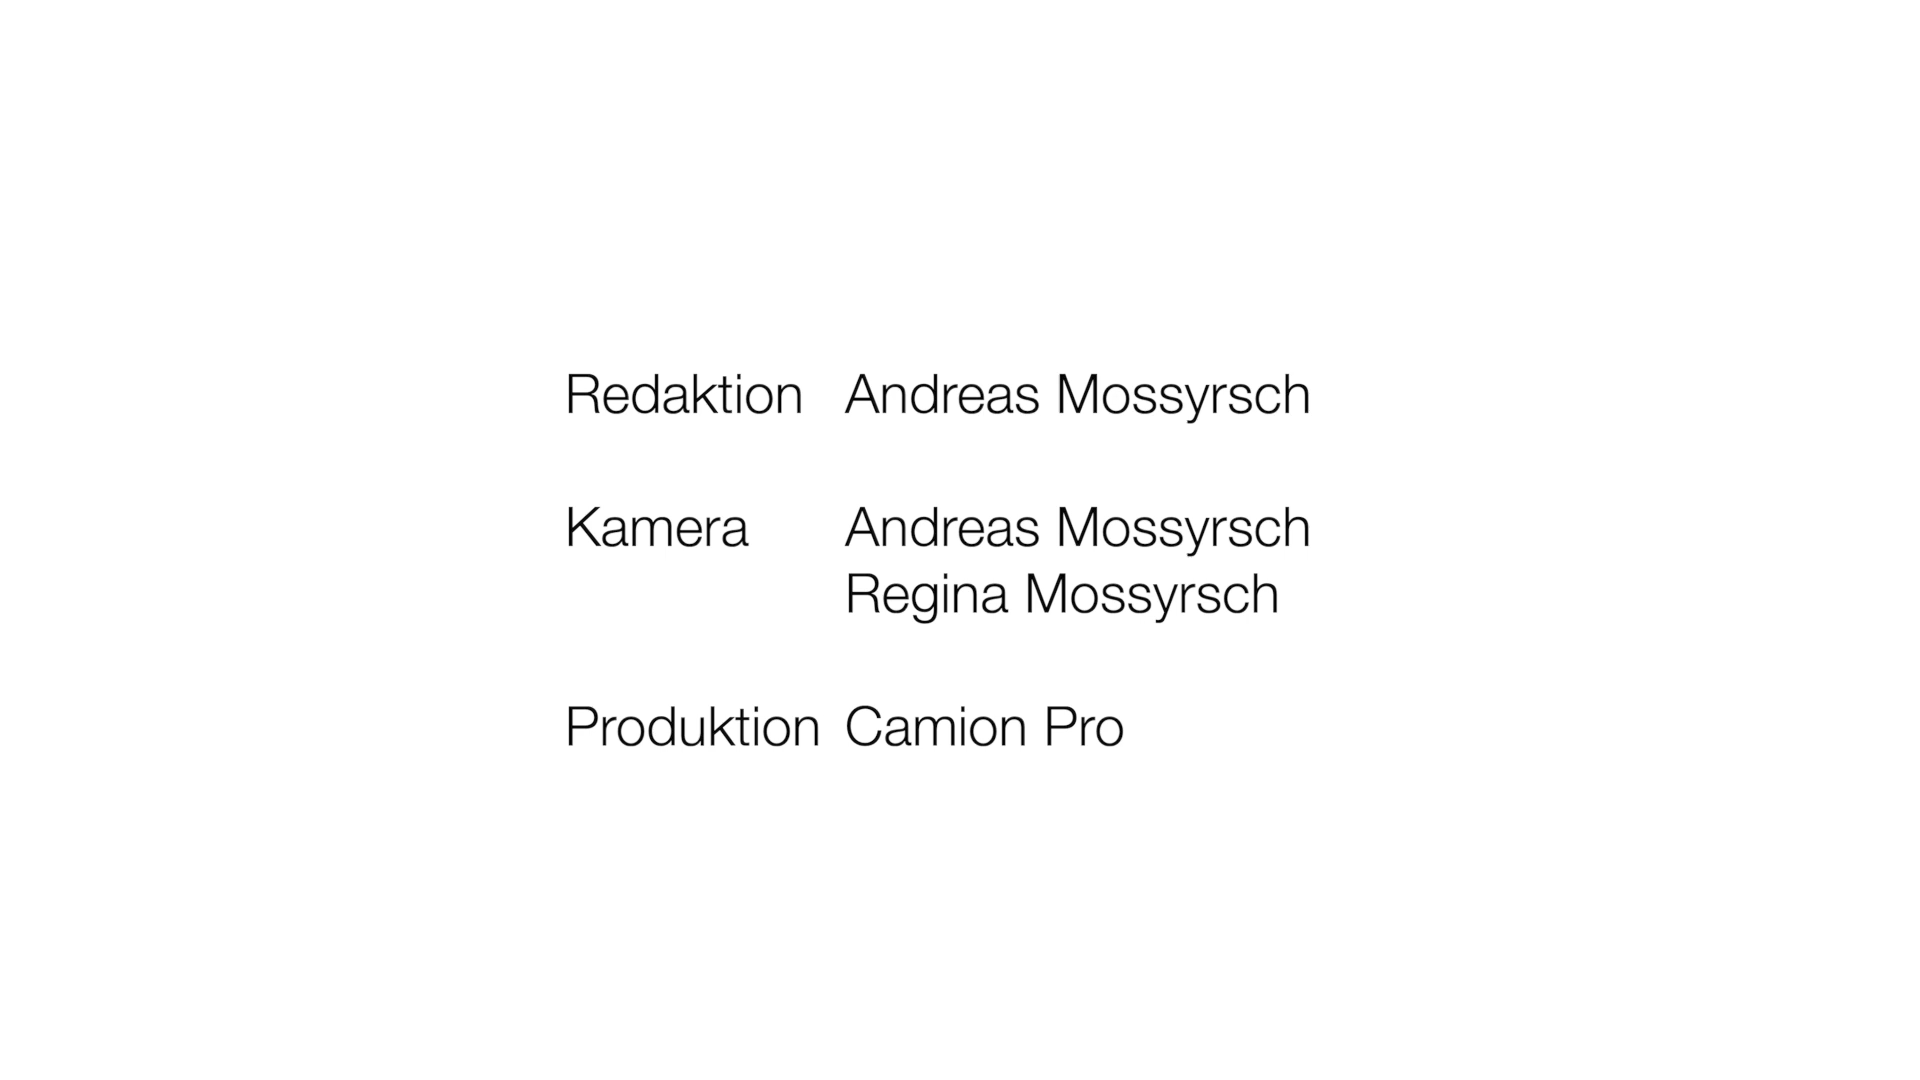 Redaktion Andreas Mossyrsch
Kamera Andreas Mossyrsch
Regina Mossyrsch
Produktion Camion Pro